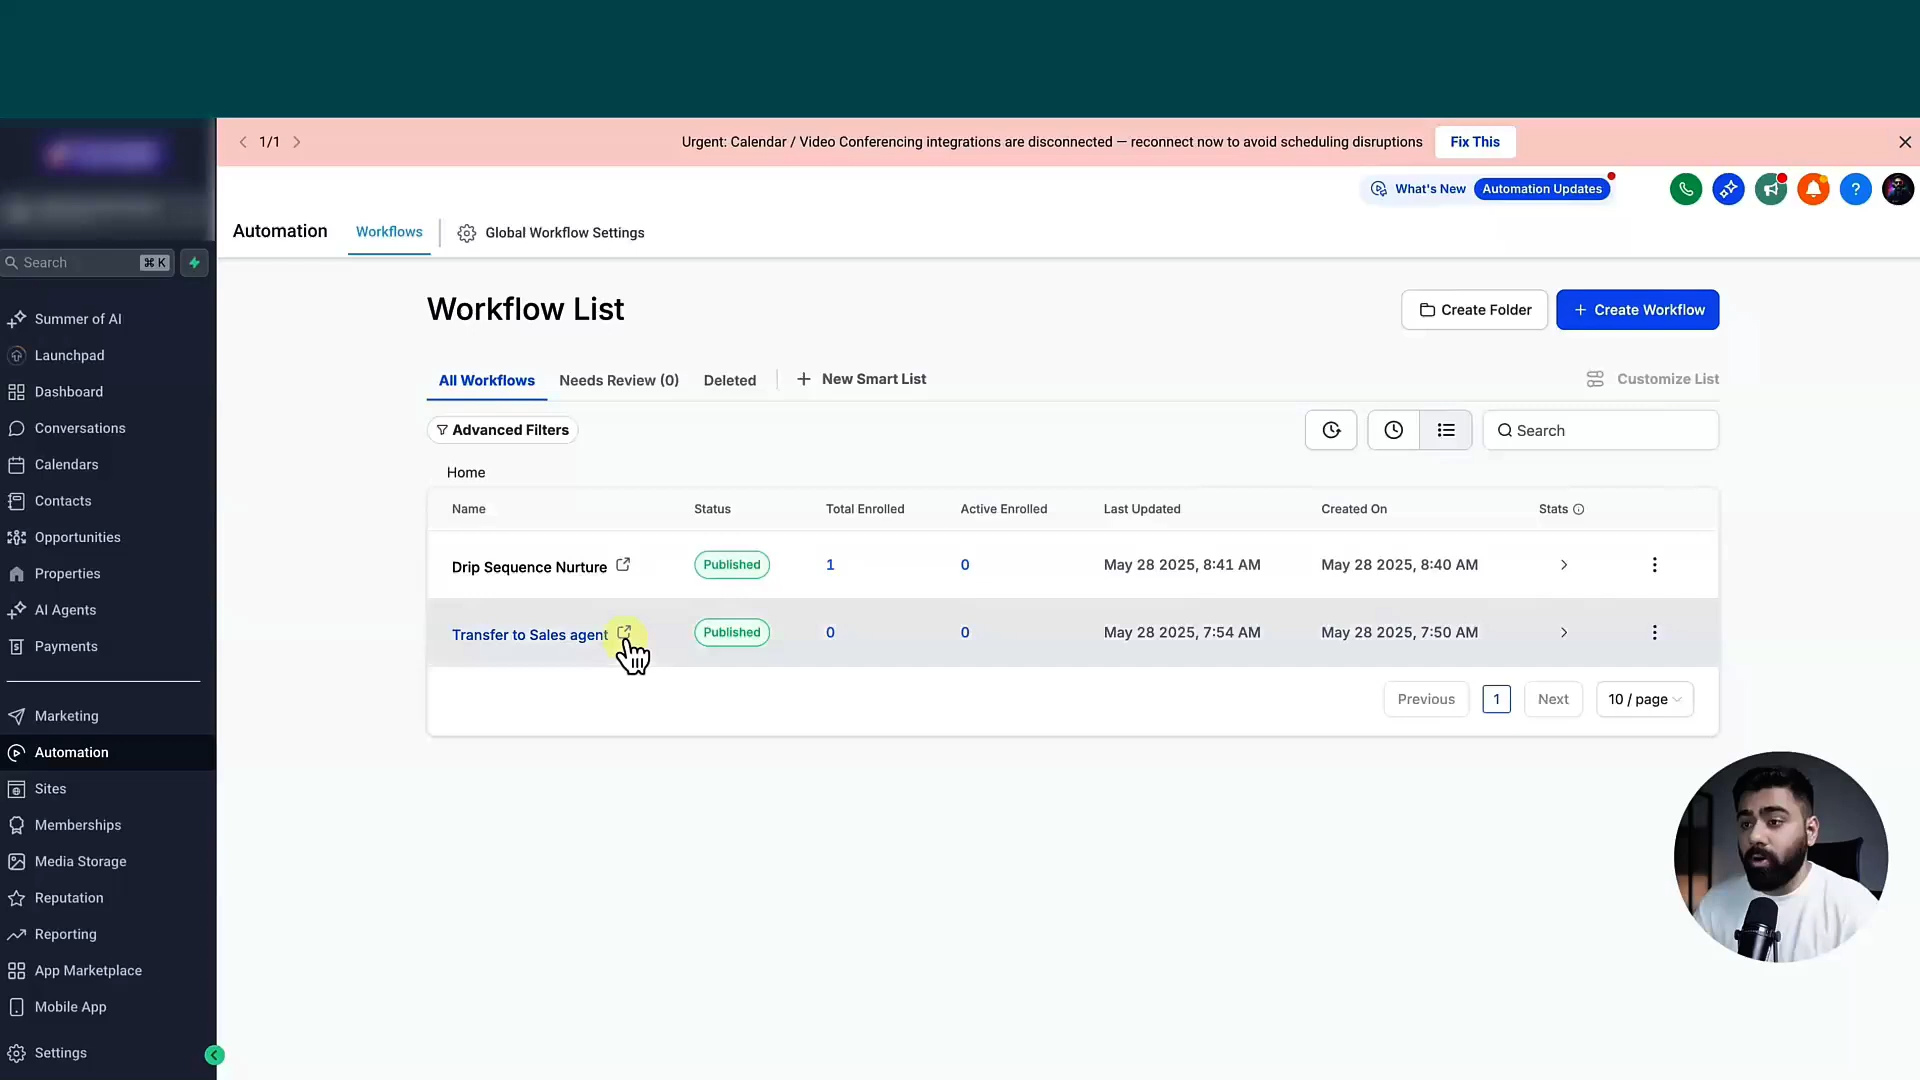 1/1
Urgent: Calendar / Video Conferencing integrations are disconnected — reconnect now to avoid scheduling disruptions
Fix This
What's New
Automation Updates
Automation
Workflows
Global Workflow Settings
Search
⌘ K
Summer of AI
Launchpad
Dashboard
Conversations
Calendars
Contacts
Opportunities
Properties
AI Agents
Payments
Marketing
Automation
Sites
Memberships
Media Storage
Reputation
Reporting
App Marketplace
Mobile App
Settings
Workflow List
Create Folder
+ Create Workflow
All Workflows
Needs Review (0)
Deleted
+ New Smart List
Customize List
Advanced Filters
Search
Home
Name Status Total Enrolled Active Enrolled Last Updated Created On Stats
Drip Sequence Nurture Published 1 0 May 28 2025, 8:41 AM May 28 2025, 8:40 AM
Transfer to Sales agent Published 0 0 May 28 2025, 7:54 AM May 28 2025, 7:50 AM
Previous 1 Next 10 / page